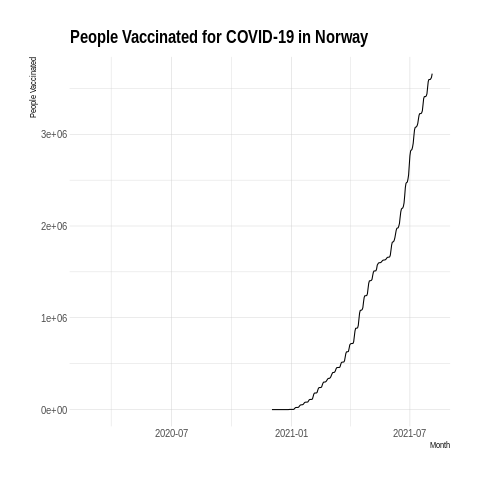 People Vaccinated for COVID-19 in Norway
People Vaccinated
3e+06
2e+06
1e+06
0e+00
2020-07 2021-01 2021-07
Month